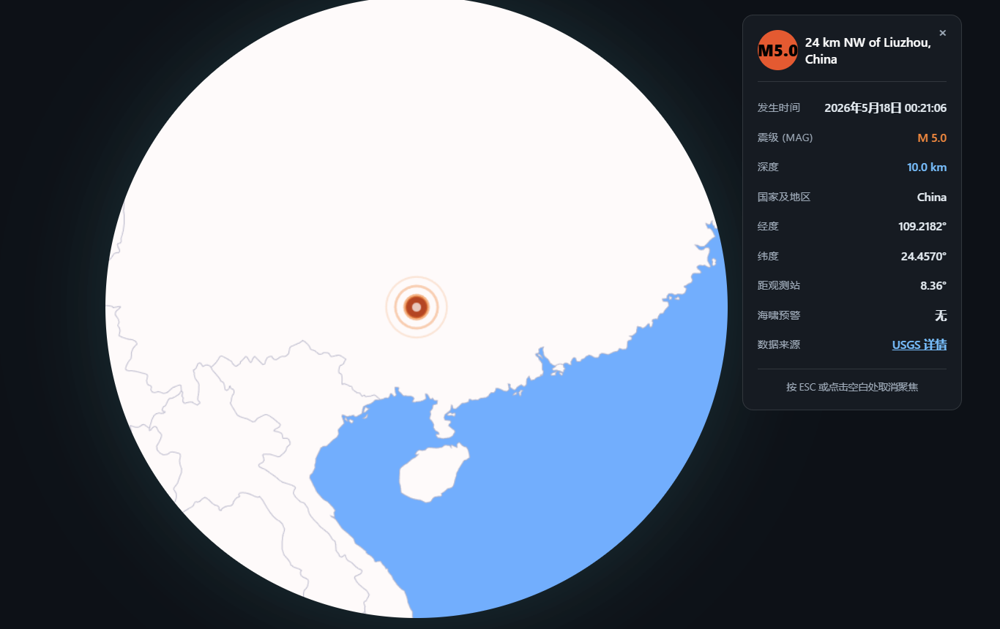 ×
M5.0
24 km NW of Liuzhou,
China
发生时间 2026年5月18日 00:21:06
震级 (MAG) M 5.0
深度 10.0 km
国家及地区 China
经度 109.2182°
纬度 24.4570°
距观测站 8.36°
海啸预警 无
数据来源 USGS 详情
按 ESC 或点击空白处取消聚焦